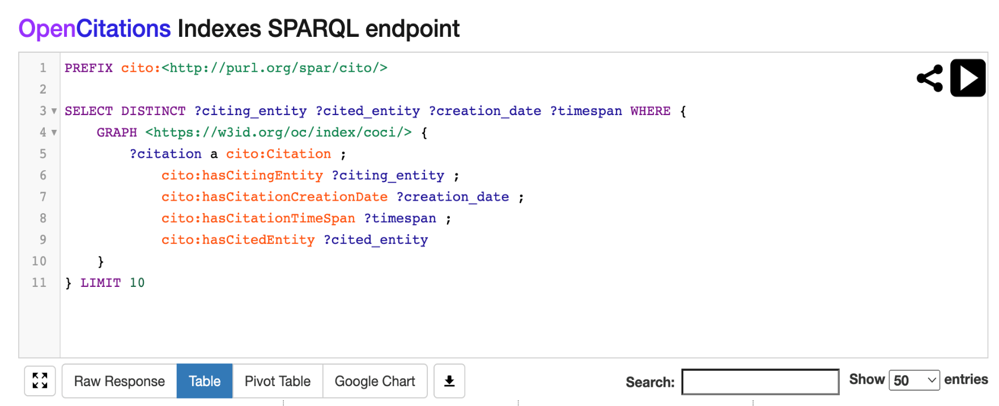 OpenCitations Indexes SPARQL endpoint
1 PREFIX cito:<http://purl.org/spar/cito/>
2
3 SELECT DISTINCT ?citing_entity ?cited_entity ?creation_date ?timespan WHERE {
4 GRAPH <https://w3id.org/oc/index/coci/> {
5 ?citation a cito:Citation ;
6 cito:hasCitingEntity ?citing_entity ;
7 cito:hasCitationCreationDate ?creation_date ;
8 cito:hasCitationTimeSpan ?timespan ;
9 cito:hasCitedEntity ?cited_entity
10 }
11 } LIMIT 10
Raw Response Table Pivot Table Google Chart Search: Show 50 entries